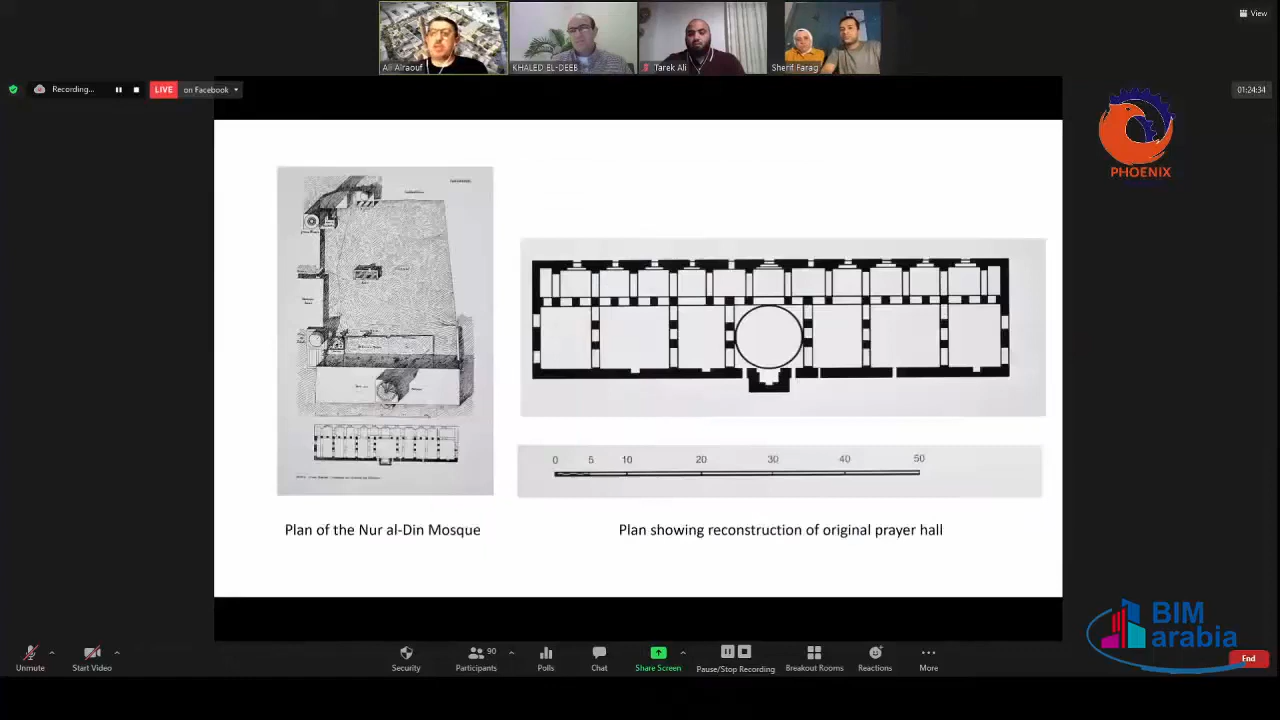 View
Ali Alraouf
KHALED EL-DEEB
Tarek Ali
Sherif Farag
Recording...
LIVE
on Facebook
01:24:34
PHOENIX
0 5 10 20 30 40 50
Plan of the Nur al-Din Mosque
Plan showing reconstruction of original prayer hall
BIM
arabia
Unmute
Start Video
Security
90
Participants
Polls
Chat
Share Screen
Pause/Stop Recording
Breakout Rooms
Reactions
More
End